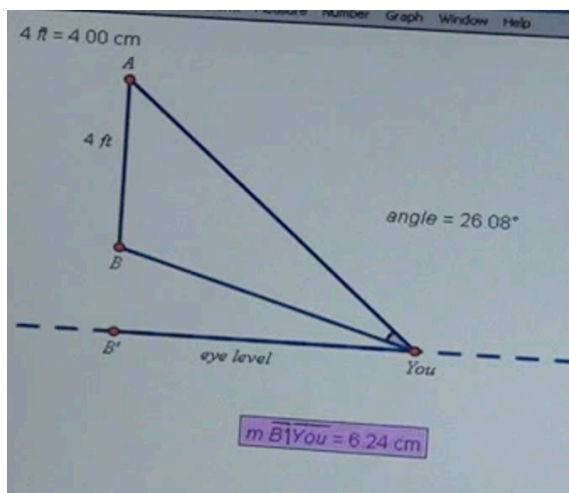 Measure Number Graph Window Help
4 ft = 4.00 cm
A
4 ft
angle = 26.08°
B
B'
eye level
You
m B1You = 6.24 cm